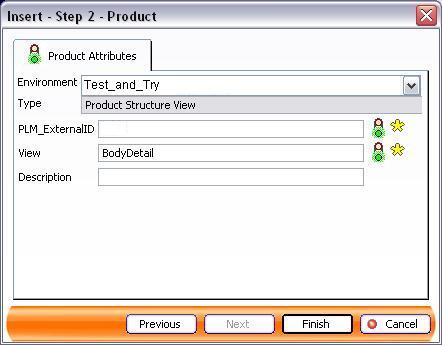 Insert - Step 2 - Product
Product Attributes
Environment Test_and_Try
Type Product Structure View
PLM_ExternalID
View BodyDetail
Description
Previous Next Finish Cancel